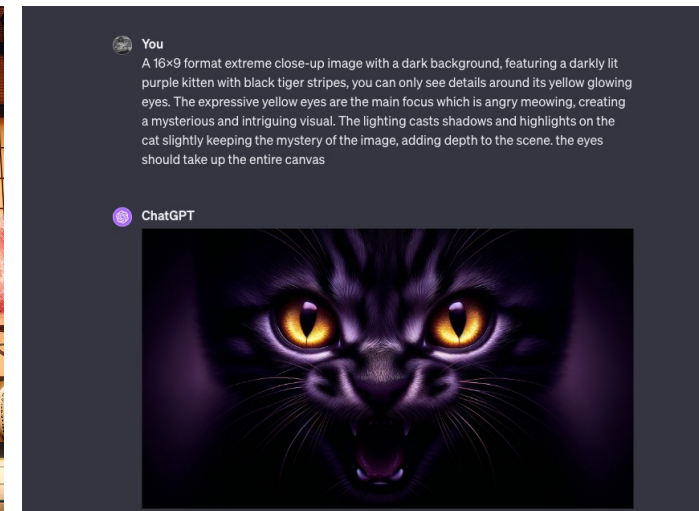 You
A 16×9 format extreme close-up image with a dark background, featuring a darkly lit
purple kitten with black tiger stripes, you can only see details around its yellow glowing
eyes. The expressive yellow eyes are the main focus which is angry meowing, creating
a mysterious and intriguing visual. The lighting casts shadows and highlights on the
cat slightly keeping the mystery of the image, adding depth to the scene. the eyes
should take up the entire canvas
ChatGPT